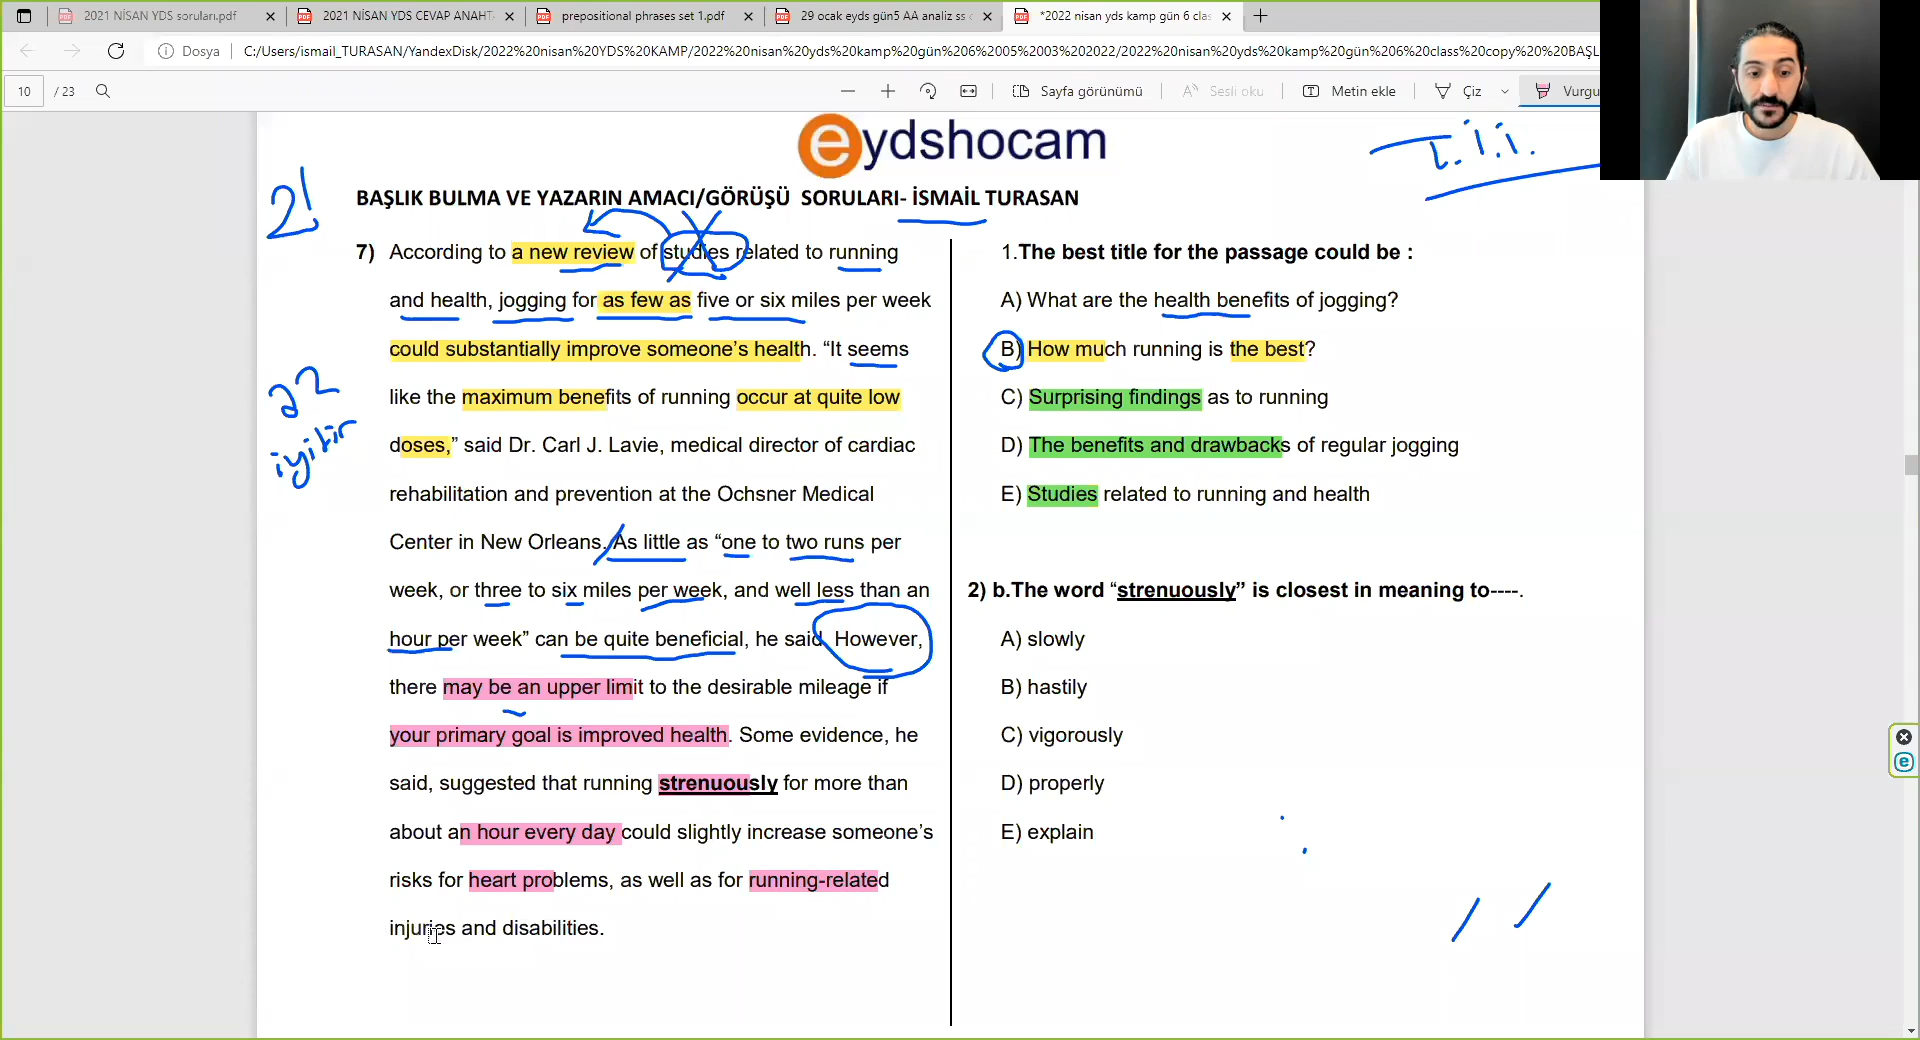 2021 NİSAN YDS soruları.pdf
2021 NİSAN YDS CEVAP ANAHT
prepositional phrases set 1.pdf
29 ocak eyds gün5 AA analiz ss c
*2022 nisan yds kamp gün 6 clas
Dosya
C:/Users/ismail_TURASAN/YandexDisk/2022%20nisan%20YDS%20KAMP/2022%20nisan%20yds%20kamp%20gün%206%2005%2003%202022/2022%20nisan%20yds%20kamp%20gün%206%20class%20copy%20%20BAŞL
10 / 23
Sayfa görünümü
Sesli oku
Metin ekle
Çiz
Vurgu
eydshocam
T.i.i.
2!
BAŞLIK BULMA VE YAZARIN AMACI/GÖRÜŞÜ SORULARI- İSMAİL TURASAN
7) According to a new review of studies related to running
and health, jogging for as few as five or six miles per week
could substantially improve someone’s health. “It seems
like the maximum benefits of running occur at quite low
doses,” said Dr. Carl J. Lavie, medical director of cardiac
rehabilitation and prevention at the Ochsner Medical
Center in New Orleans. As little as “one to two runs per
week, or three to six miles per week, and well less than an
hour per week” can be quite beneficial, he said. However,
there may be an upper limit to the desirable mileage if
your primary goal is improved health. Some evidence, he
said, suggested that running strenuously for more than
about an hour every day could slightly increase someone’s
risks for heart problems, as well as for running-related
injuries and disabilities.
az
iyidir
1.The best title for the passage could be :
A) What are the health benefits of jogging?
B) How much running is the best?
C) Surprising findings as to running
D) The benefits and drawbacks of regular jogging
E) Studies related to running and health
2) b.The word “strenuously” is closest in meaning to----.
A) slowly
B) hastily
C) vigorously
D) properly
E) explain